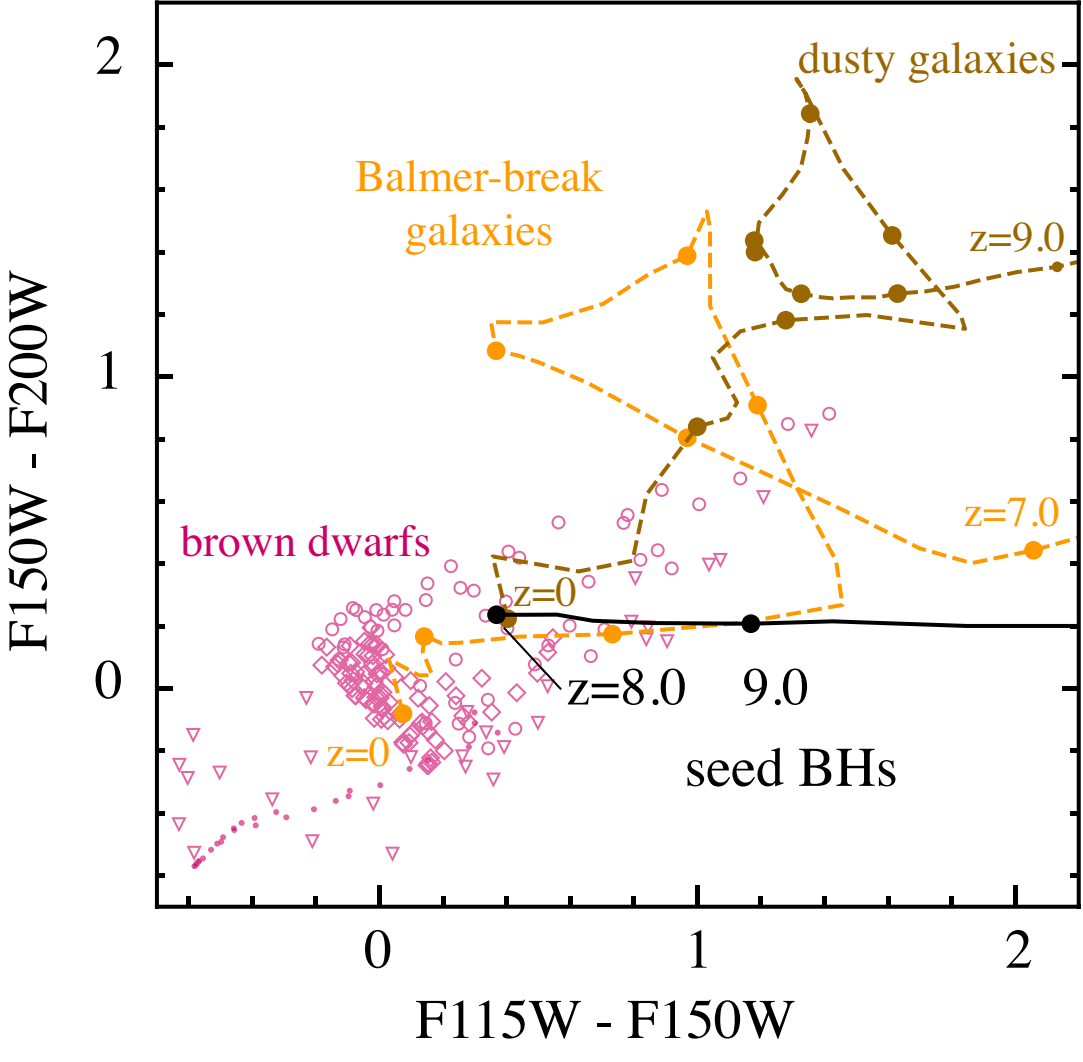 2
dusty galaxies
Balmer-break
galaxies
z=9.0
1
z=7.0
brown dwarfs
z=0
0
z=8.0
9.0
z=0
seed BHs
F150W - F200W
0
1
2
F115W - F150W